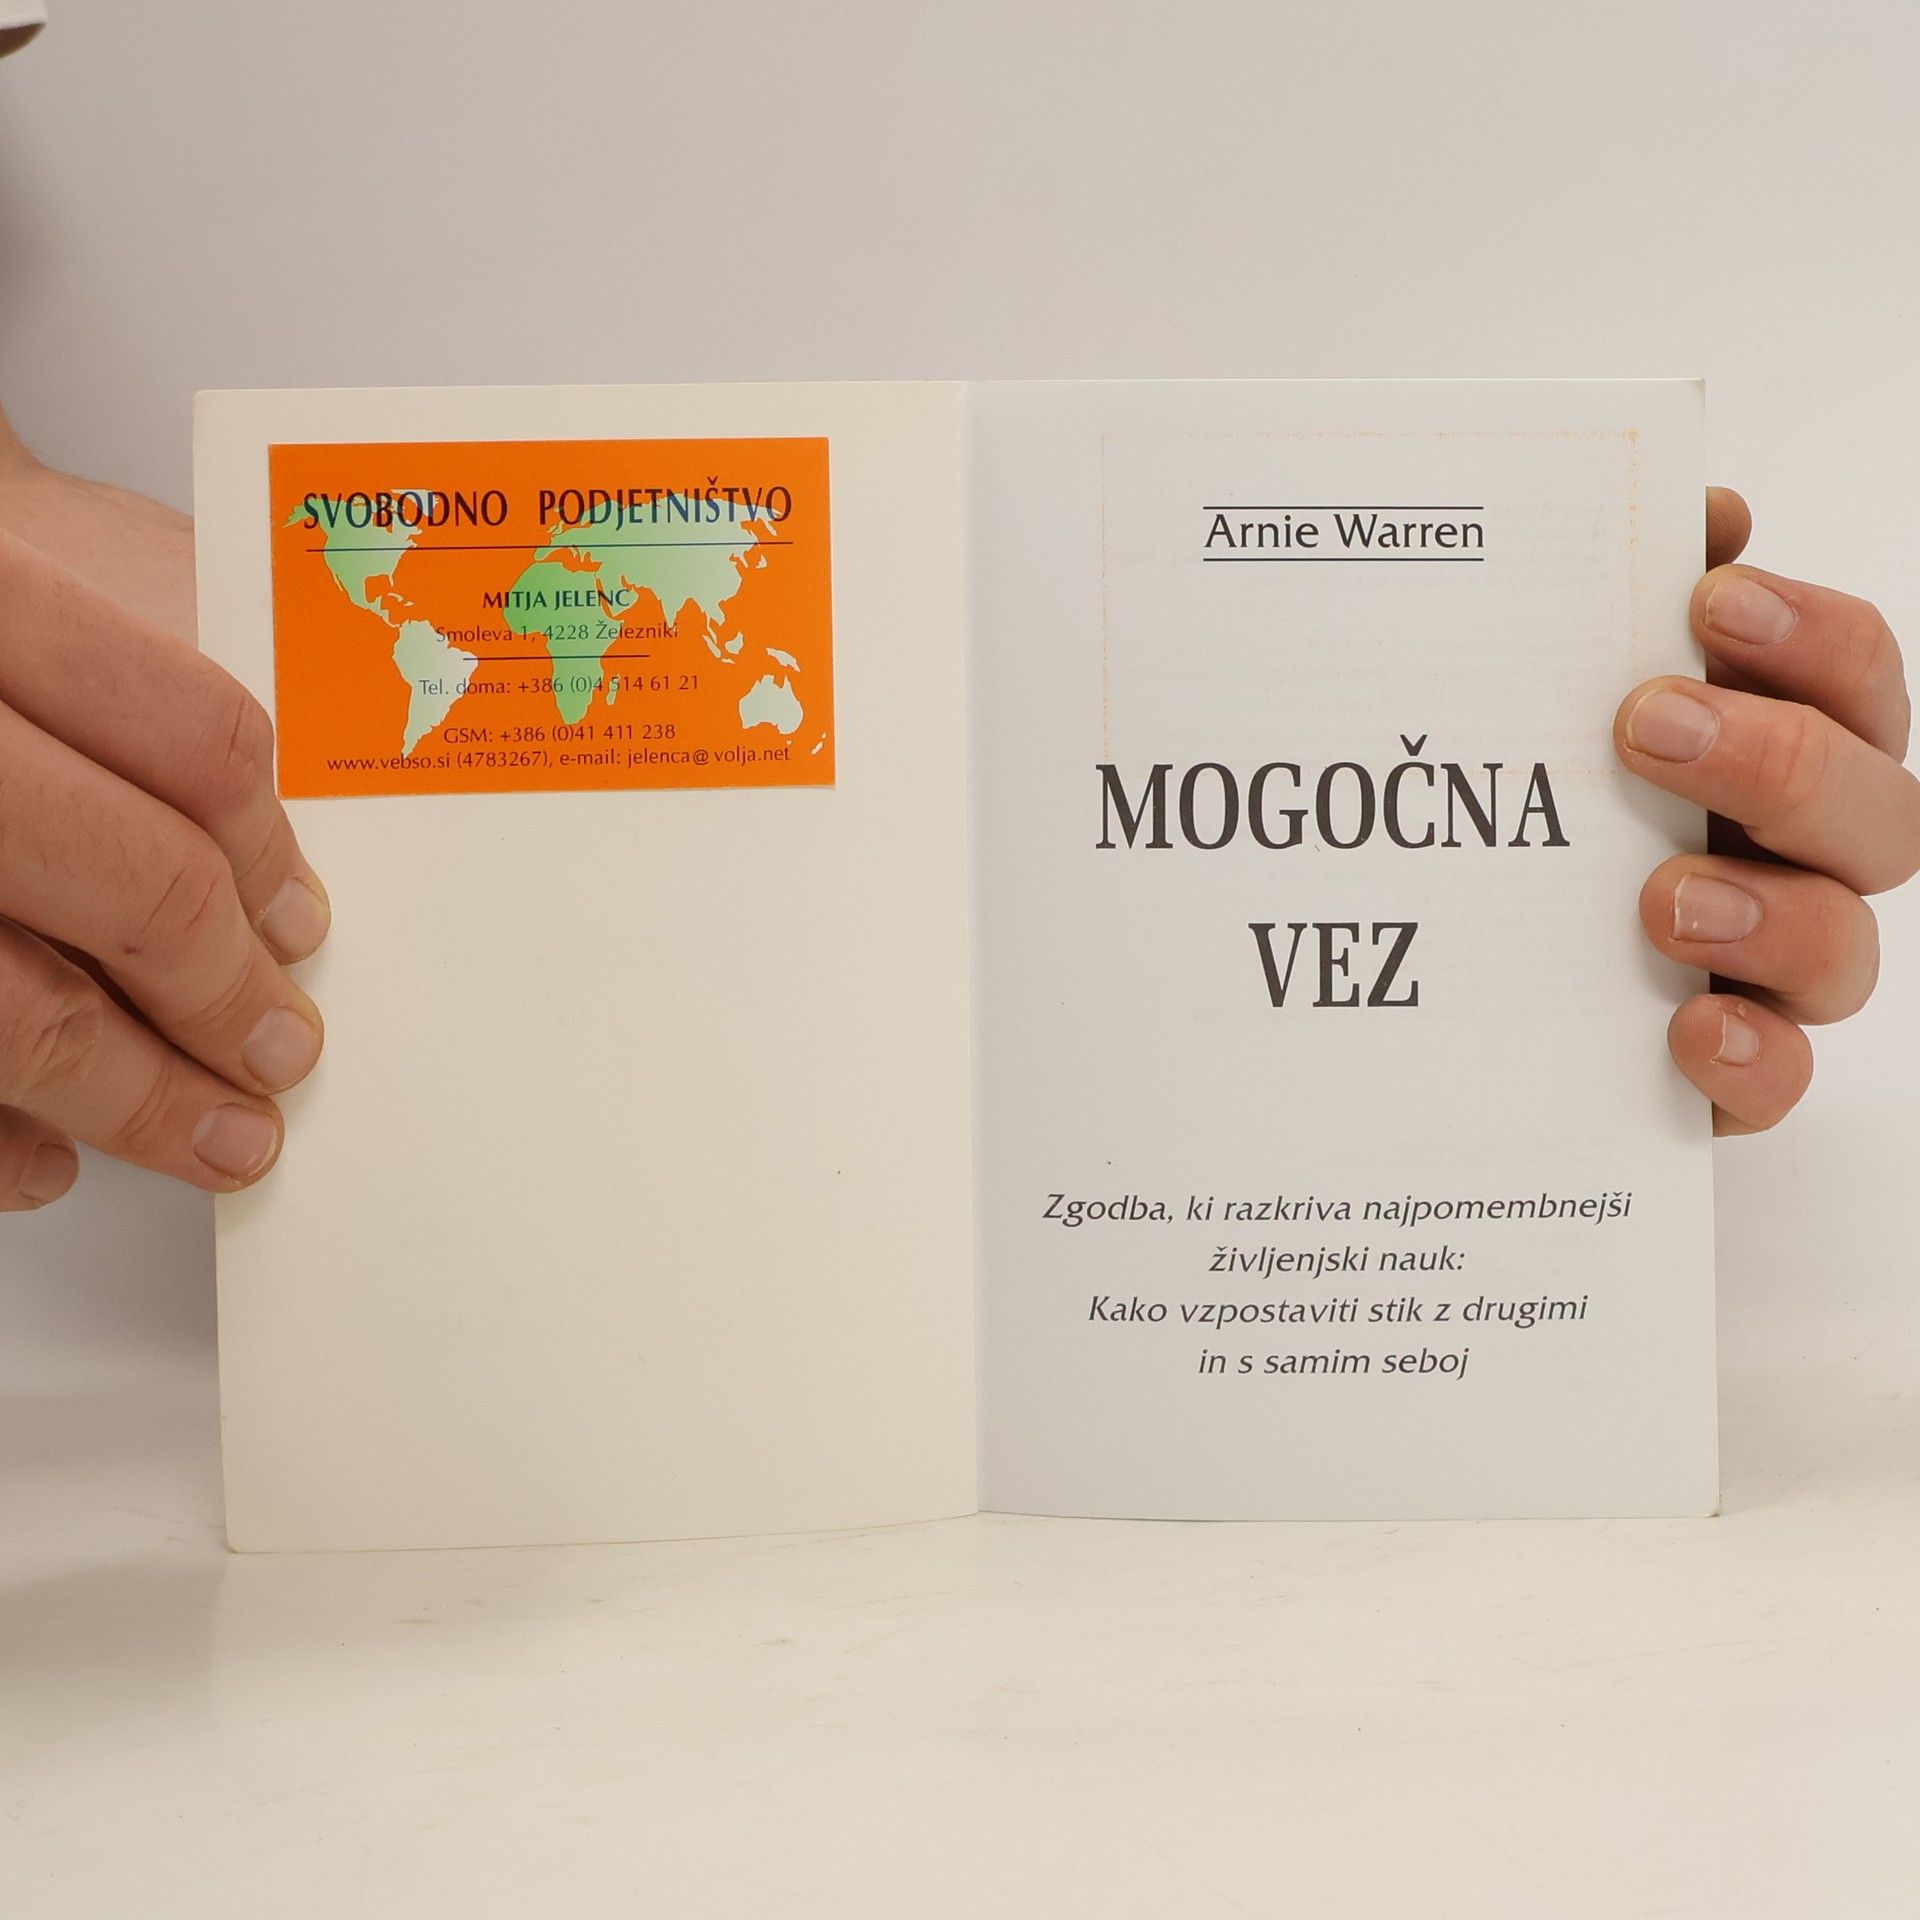 SVOBODNO PODJETNIŠTVO
MITJA JELENC
Smoleva 1, 4228 Železniki
Tel. doma: +386 (0)4 514 61 21
GSM: +386 (0)41 411 238
www.vebso.si (4783267), e-mail: jelenca@volja.net
Arnie Warren
MOGOČNA
VEZ
Zgodba, ki razkriva najpomembnejši
življenjski nauk:
Kako vzpostaviti stik z drugimi
in s samim seboj